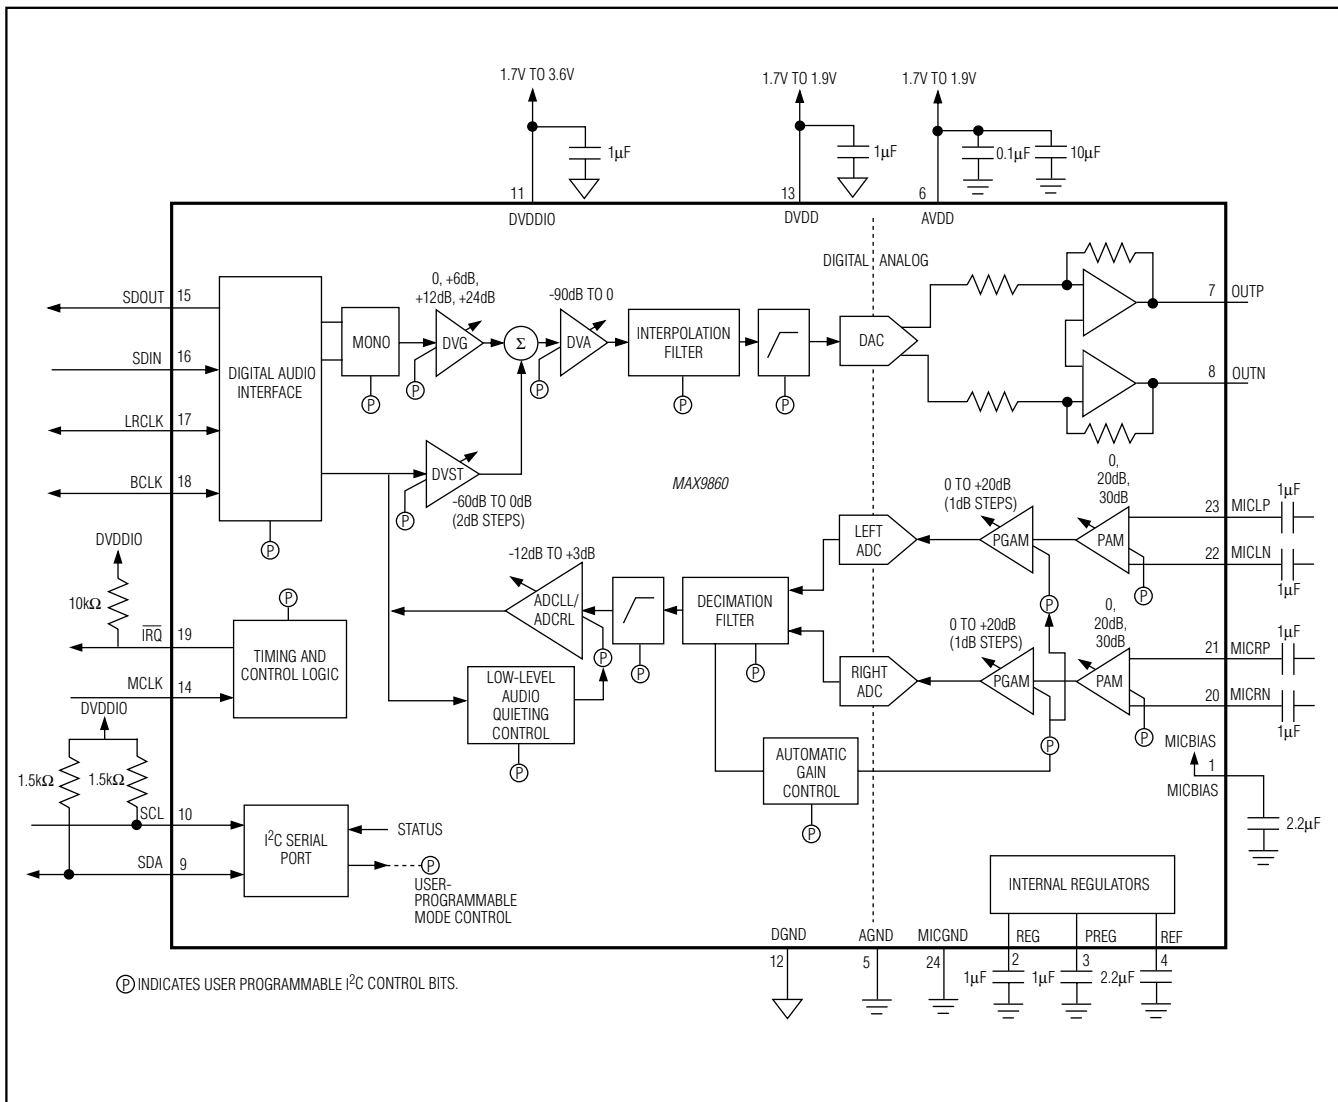 1.7V TO 3.6V
1.7V TO 1.9V
1.7V TO 1.9V
1µF
1µF
0.1µF
10µF
11
13
6
DVDDIO
DVDD
AVDD
DIGITAL
ANALOG
0, +6dB,
+12dB, +24dB
-90dB TO 0
SDOUT
15
SDIN
16
LRCLK
17
BCLK
18
DIGITAL AUDIO
INTERFACE
P
MONO
P
DVG
P
Σ
DVA
P
INTERPOLATION
FILTER
P
P
DAC
7
OUTP
8
OUTN
DVST
P
-60dB TO 0dB
(2dB STEPS)
MAX9860
0 TO +20dB
(1dB STEPS)
0,
20dB,
30dB
1µF
23
MICLP
22
MICLN
1µF
LEFT
ADC
PGAM
P
PAM
P
DVDDIO
10kΩ
IRQ
19
MCLK
14
P
TIMING AND
CONTROL LOGIC
-12dB TO +3dB
ADCLL/
ADCRL
P
P
DECIMATION
FILTER
P
0 TO +20dB
(1dB STEPS)
0,
20dB,
30dB
1µF
21
MICRP
20
MICRN
1µF
RIGHT
ADC
PGAM
P
PAM
P
LOW-LEVEL
AUDIO
QUIETING
CONTROL
P
AUTOMATIC
GAIN
CONTROL
P
MICBIAS
1
MICBIAS
2.2µF
DVDDIO
1.5kΩ
1.5kΩ
SCL
10
SDA
9
I²C SERIAL
PORT
STATUS
P
USER-
PROGRAMMABLE
MODE CONTROL
INTERNAL REGULATORS
DGND
AGND
MICGND
REG
PREG
REF
12
5
24
2
3
4
1µF
1µF
2.2µF
P INDICATES USER PROGRAMMABLE I²C CONTROL BITS.